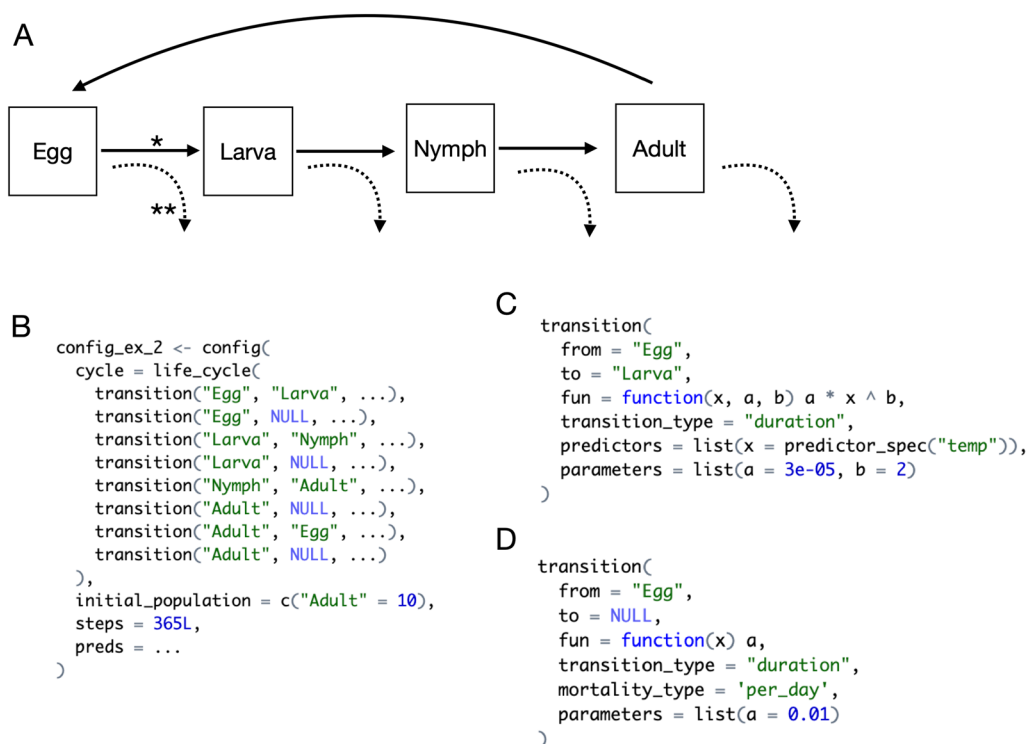 A
Egg
*
**
Larva
Nymph
Adult
B
config_ex_2 <- config(
  cycle = life_cycle(
    transition("Egg", "Larva", ...),
    transition("Egg", NULL, ...),
    transition("Larva", "Nymph", ...),
    transition("Larva", NULL, ...),
    transition("Nymph", "Adult", ...),
    transition("Adult", NULL, ...),
    transition("Adult", "Egg", ...),
    transition("Adult", NULL, ...)
  ),
  initial_population = c("Adult" = 10),
  steps = 365L,
  preds = ...
)
C
transition(
  from = "Egg",
  to = "Larva",
  fun = function(x, a, b) a * x ^ b,
  transition_type = "duration",
  predictors = list(x = predictor_spec("temp")),
  parameters = list(a = 3e-05, b = 2)
)
D
transition(
  from = "Egg",
  to = NULL,
  fun = function(x) a,
  transition_type = "duration",
  mortality_type = 'per_day',
  parameters = list(a = 0.01)
)